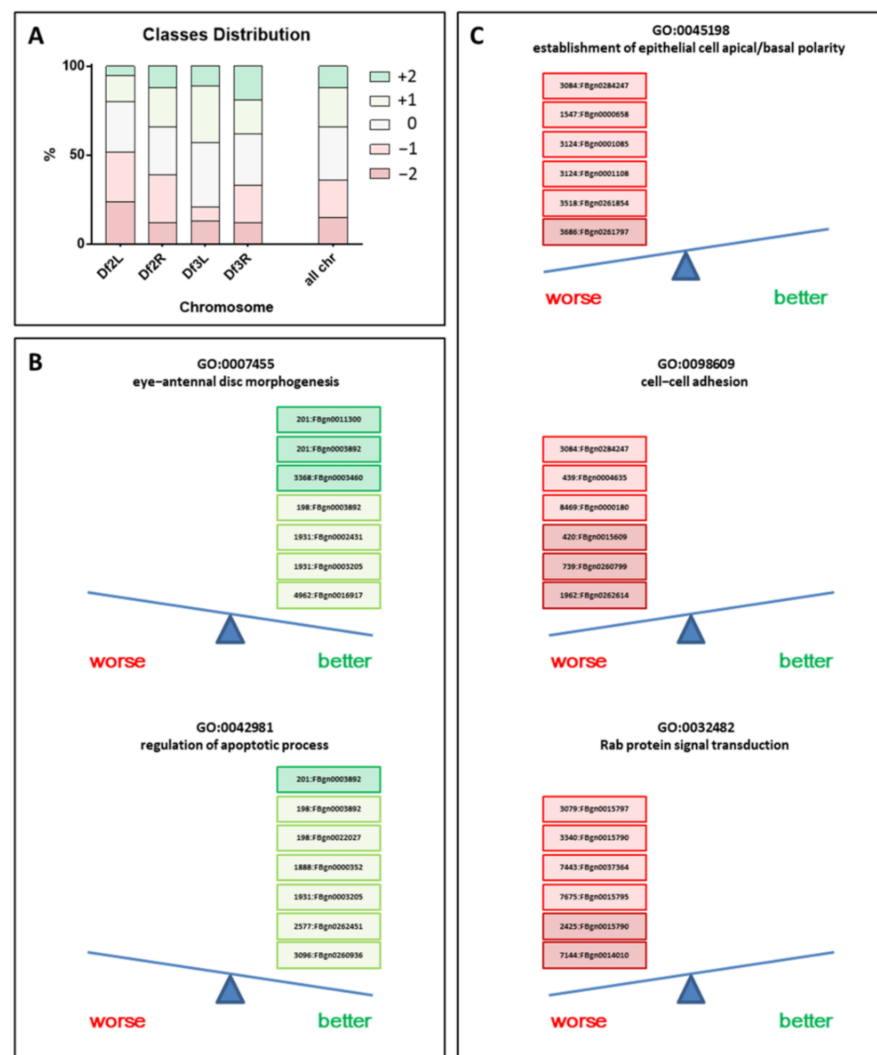 A
Classes Distribution
100
50
0
%
Df2L
Df2R
Df3L
Df3R
all chr
Chromosome
+2
+1
0
−1
−2
B
GO:0007455
eye−antennal disc morphogenesis
201:FBgn0011300
201:FBgn0003892
3368:FBgn0003460
198:FBgn0003892
1931:FBgn0002431
1931:FBgn0003205
4962:FBgn0016917
worse
better
GO:0042981
regulation of apoptotic process
201:FBgn0003892
198:FBgn0003892
198:FBgn0022027
1888:FBgn0000352
1931:FBgn0003205
2577:FBgn0262451
3096:FBgn0260936
worse
better
C
GO:0045198
establishment of epithelial cell apical/basal polarity
3084:FBgn0284247
1547:FBgn0000658
3124:FBgn0001085
3124:FBgn0001108
3518:FBgn0261854
3686:FBgn0261797
worse
better
GO:0098609
cell−cell adhesion
3084:FBgn0284247
439:FBgn0004635
8469:FBgn0000180
420:FBgn0015609
739:FBgn0260799
1962:FBgn0262614
worse
better
GO:0032482
Rab protein signal transduction
3079:FBgn0015797
3340:FBgn0015790
7443:FBgn0037364
7675:FBgn0015795
2425:FBgn0015790
7144:FBgn0014010
worse
better